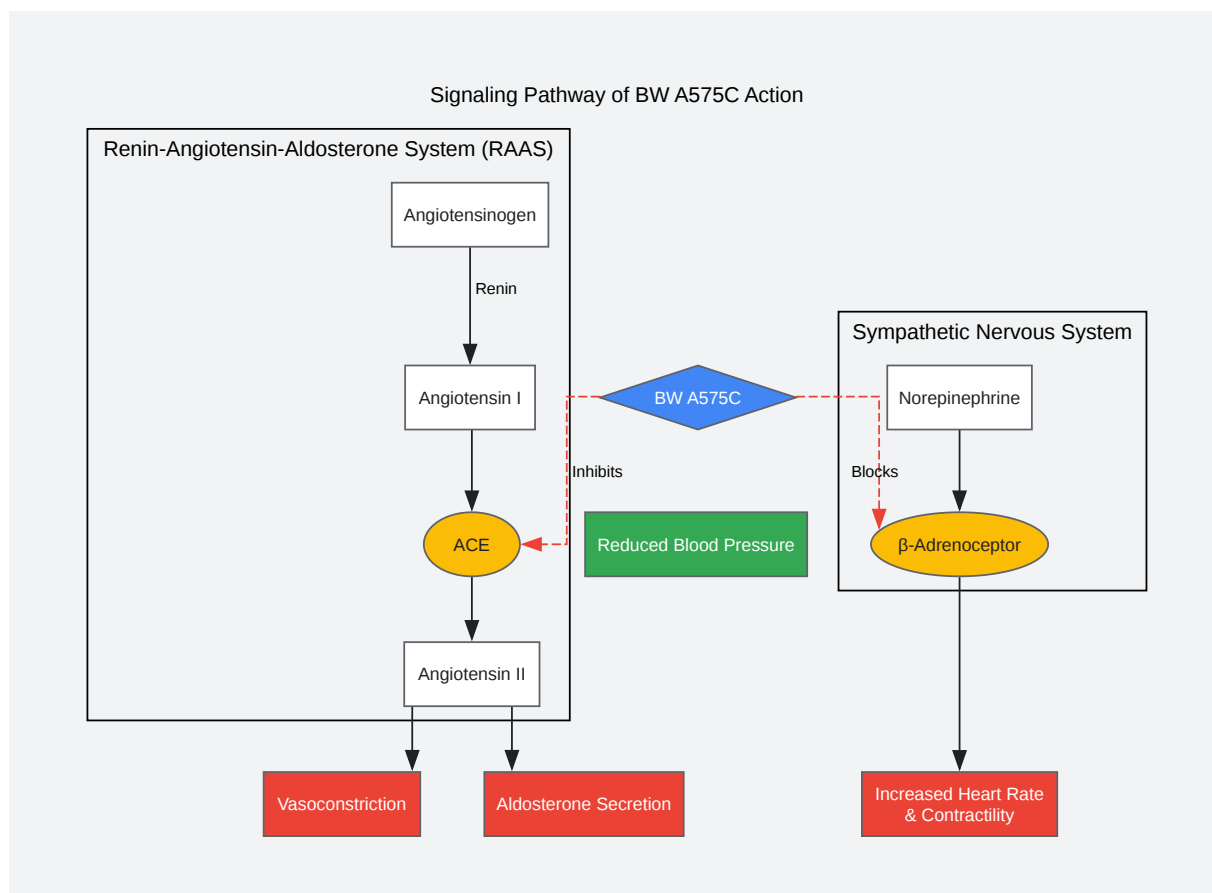 Signaling Pathway of BW A575C Action
Renin-Angiotensin-Aldosterone System (RAAS)
Angiotensinogen
Renin
Angiotensin I
Inhibits
ACE
Angiotensin II
Vasoconstriction
Aldosterone Secretion
BW A575C
Reduced Blood Pressure
Sympathetic Nervous System
Norepinephrine
Blocks
β-Adrenoceptor
Increased Heart Rate
& Contractility